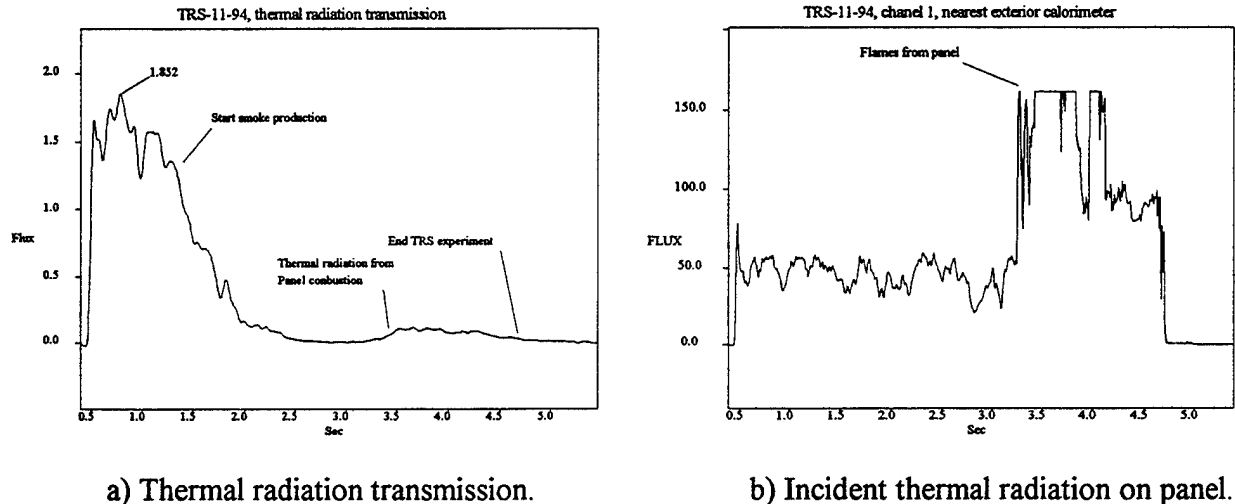 TRS-11-94, thermal radiation transmission
2.0
1.852
1.5
Start smoke production
1.0
Flux
End TRS experiment
0.5
Thermal radiation from
Panel combustion
0.0
0.5 1.0 1.5 2.0 2.5 3.0 3.5 4.0 4.5 5.0
Sec
a) Thermal radiation transmission.
TRS-11-94, chanel 1, nearest exterior calorimeter
Flames from panel
150.0
100.0
FLUX
50.0
0.0
0.5 1.0 1.5 2.0 2.5 3.0 3.5 4.0 4.5 5.0
Sec
b) Incident thermal radiation on panel.